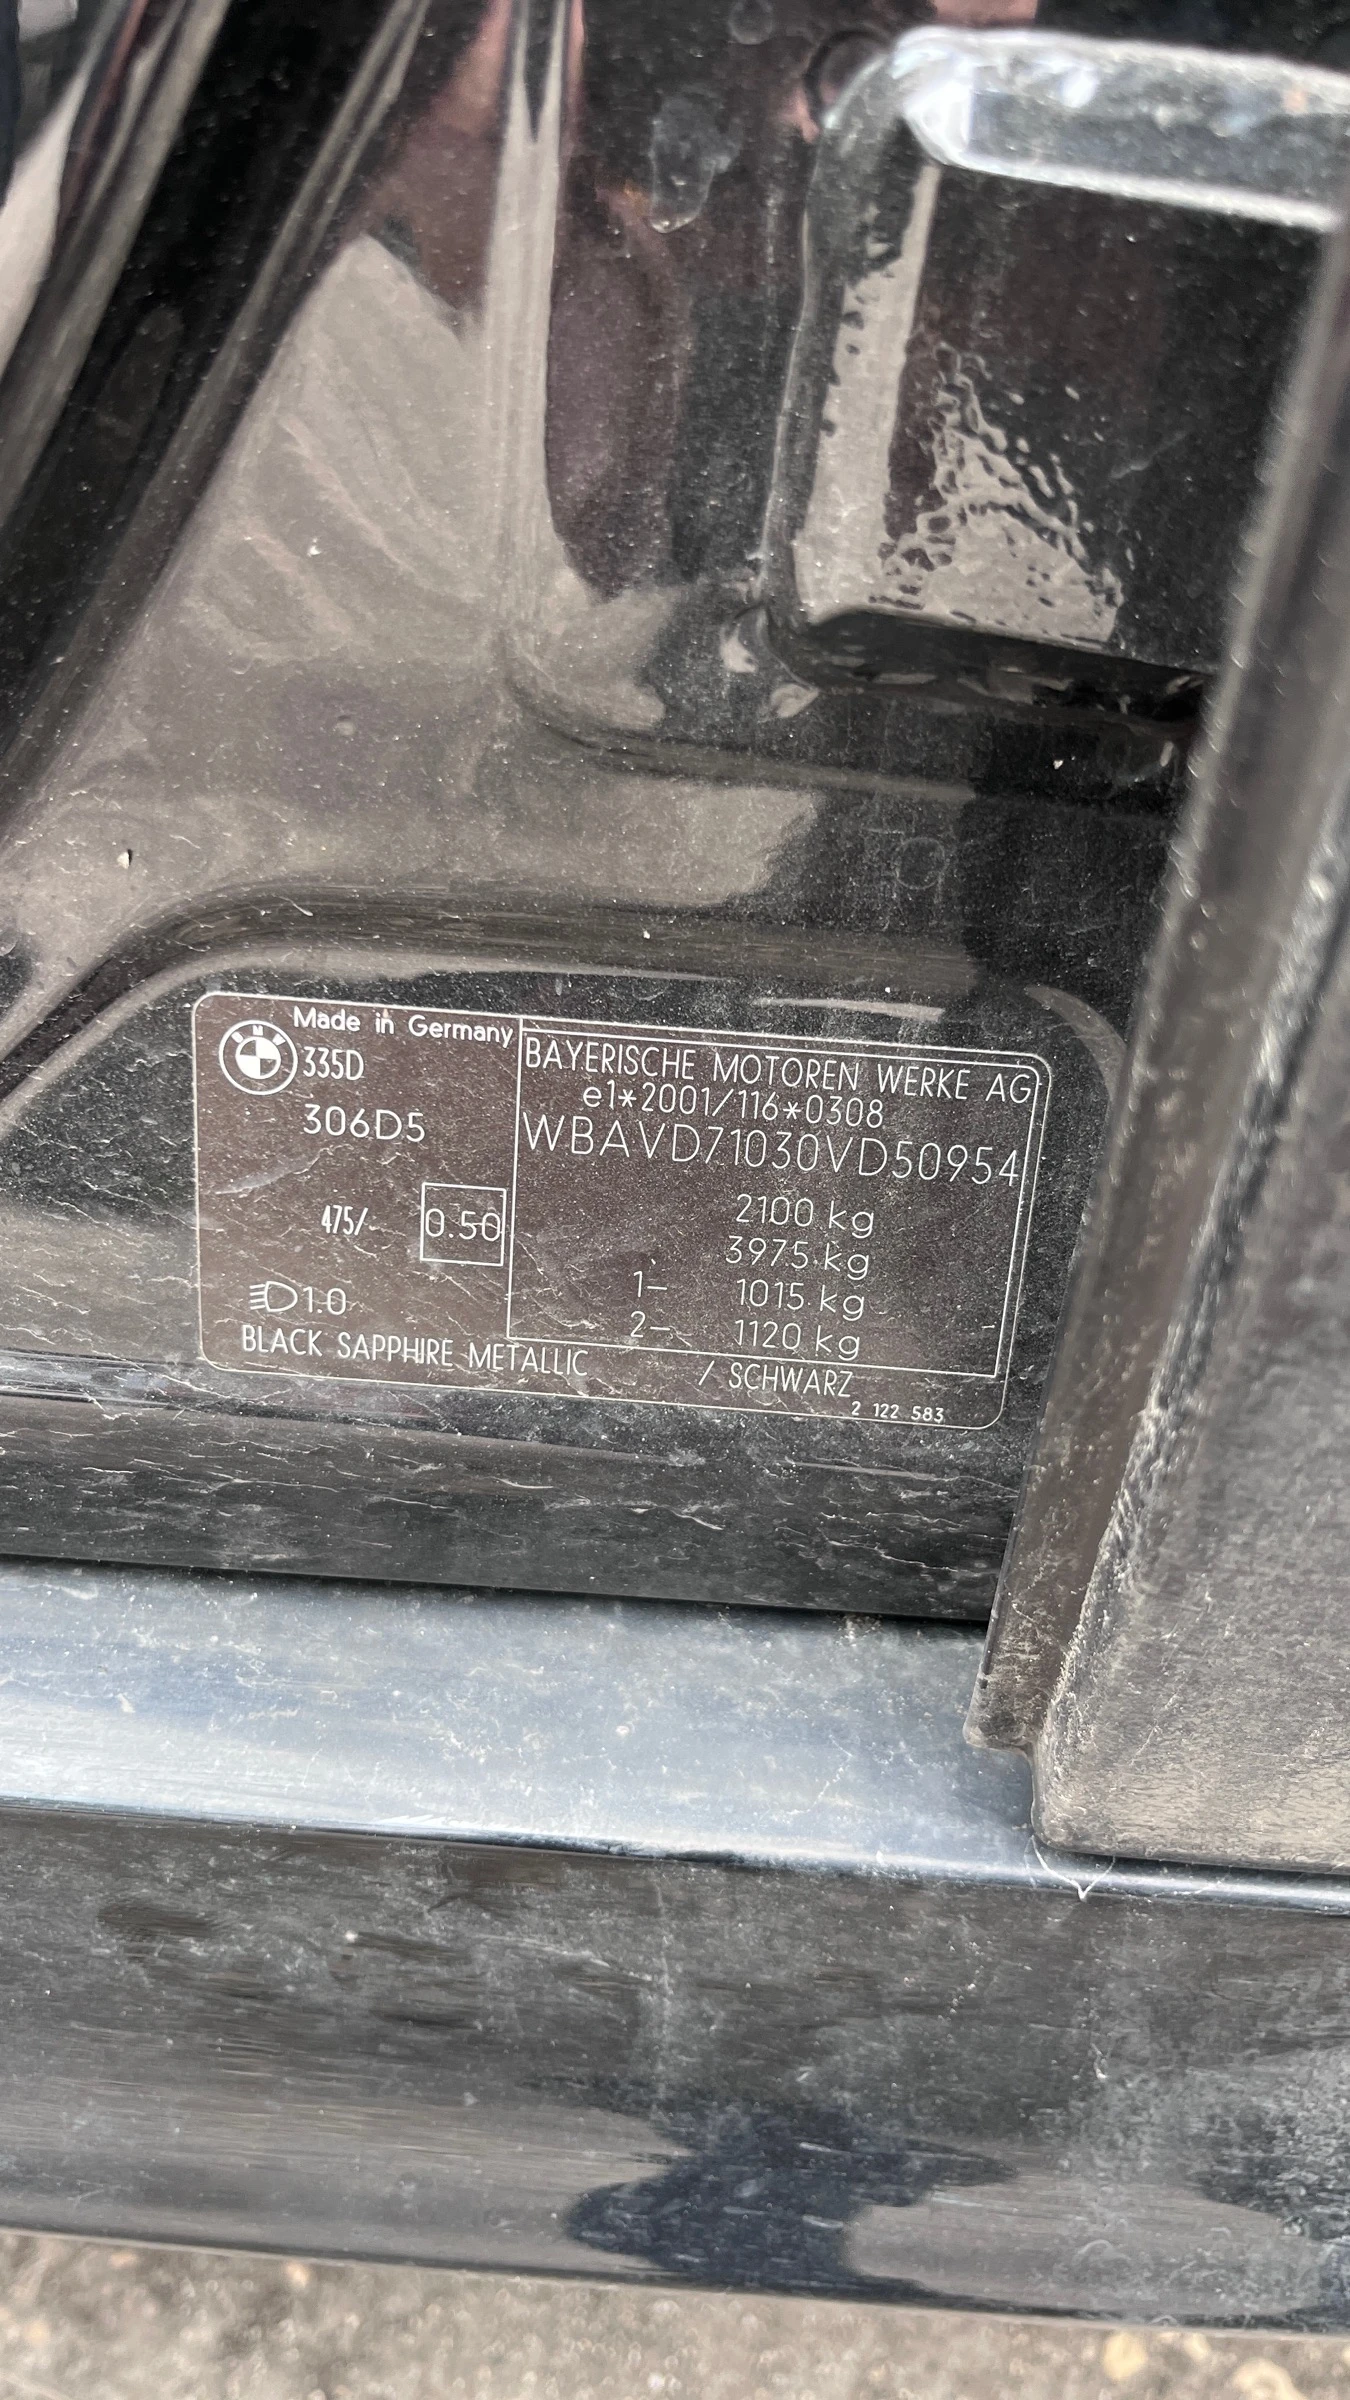 Made in Germany
335D
306D5
475/-
0.50
1.0
BAYERISCHE MOTOREN WERKE AG
e1*2001/116*0308
WBAVD71030VD50954
2100 kg
3975 kg
1- 1015 kg
2- 1120 kg
BLACK SAPPHIRE METALLIC / SCHWARZ
2 122 583